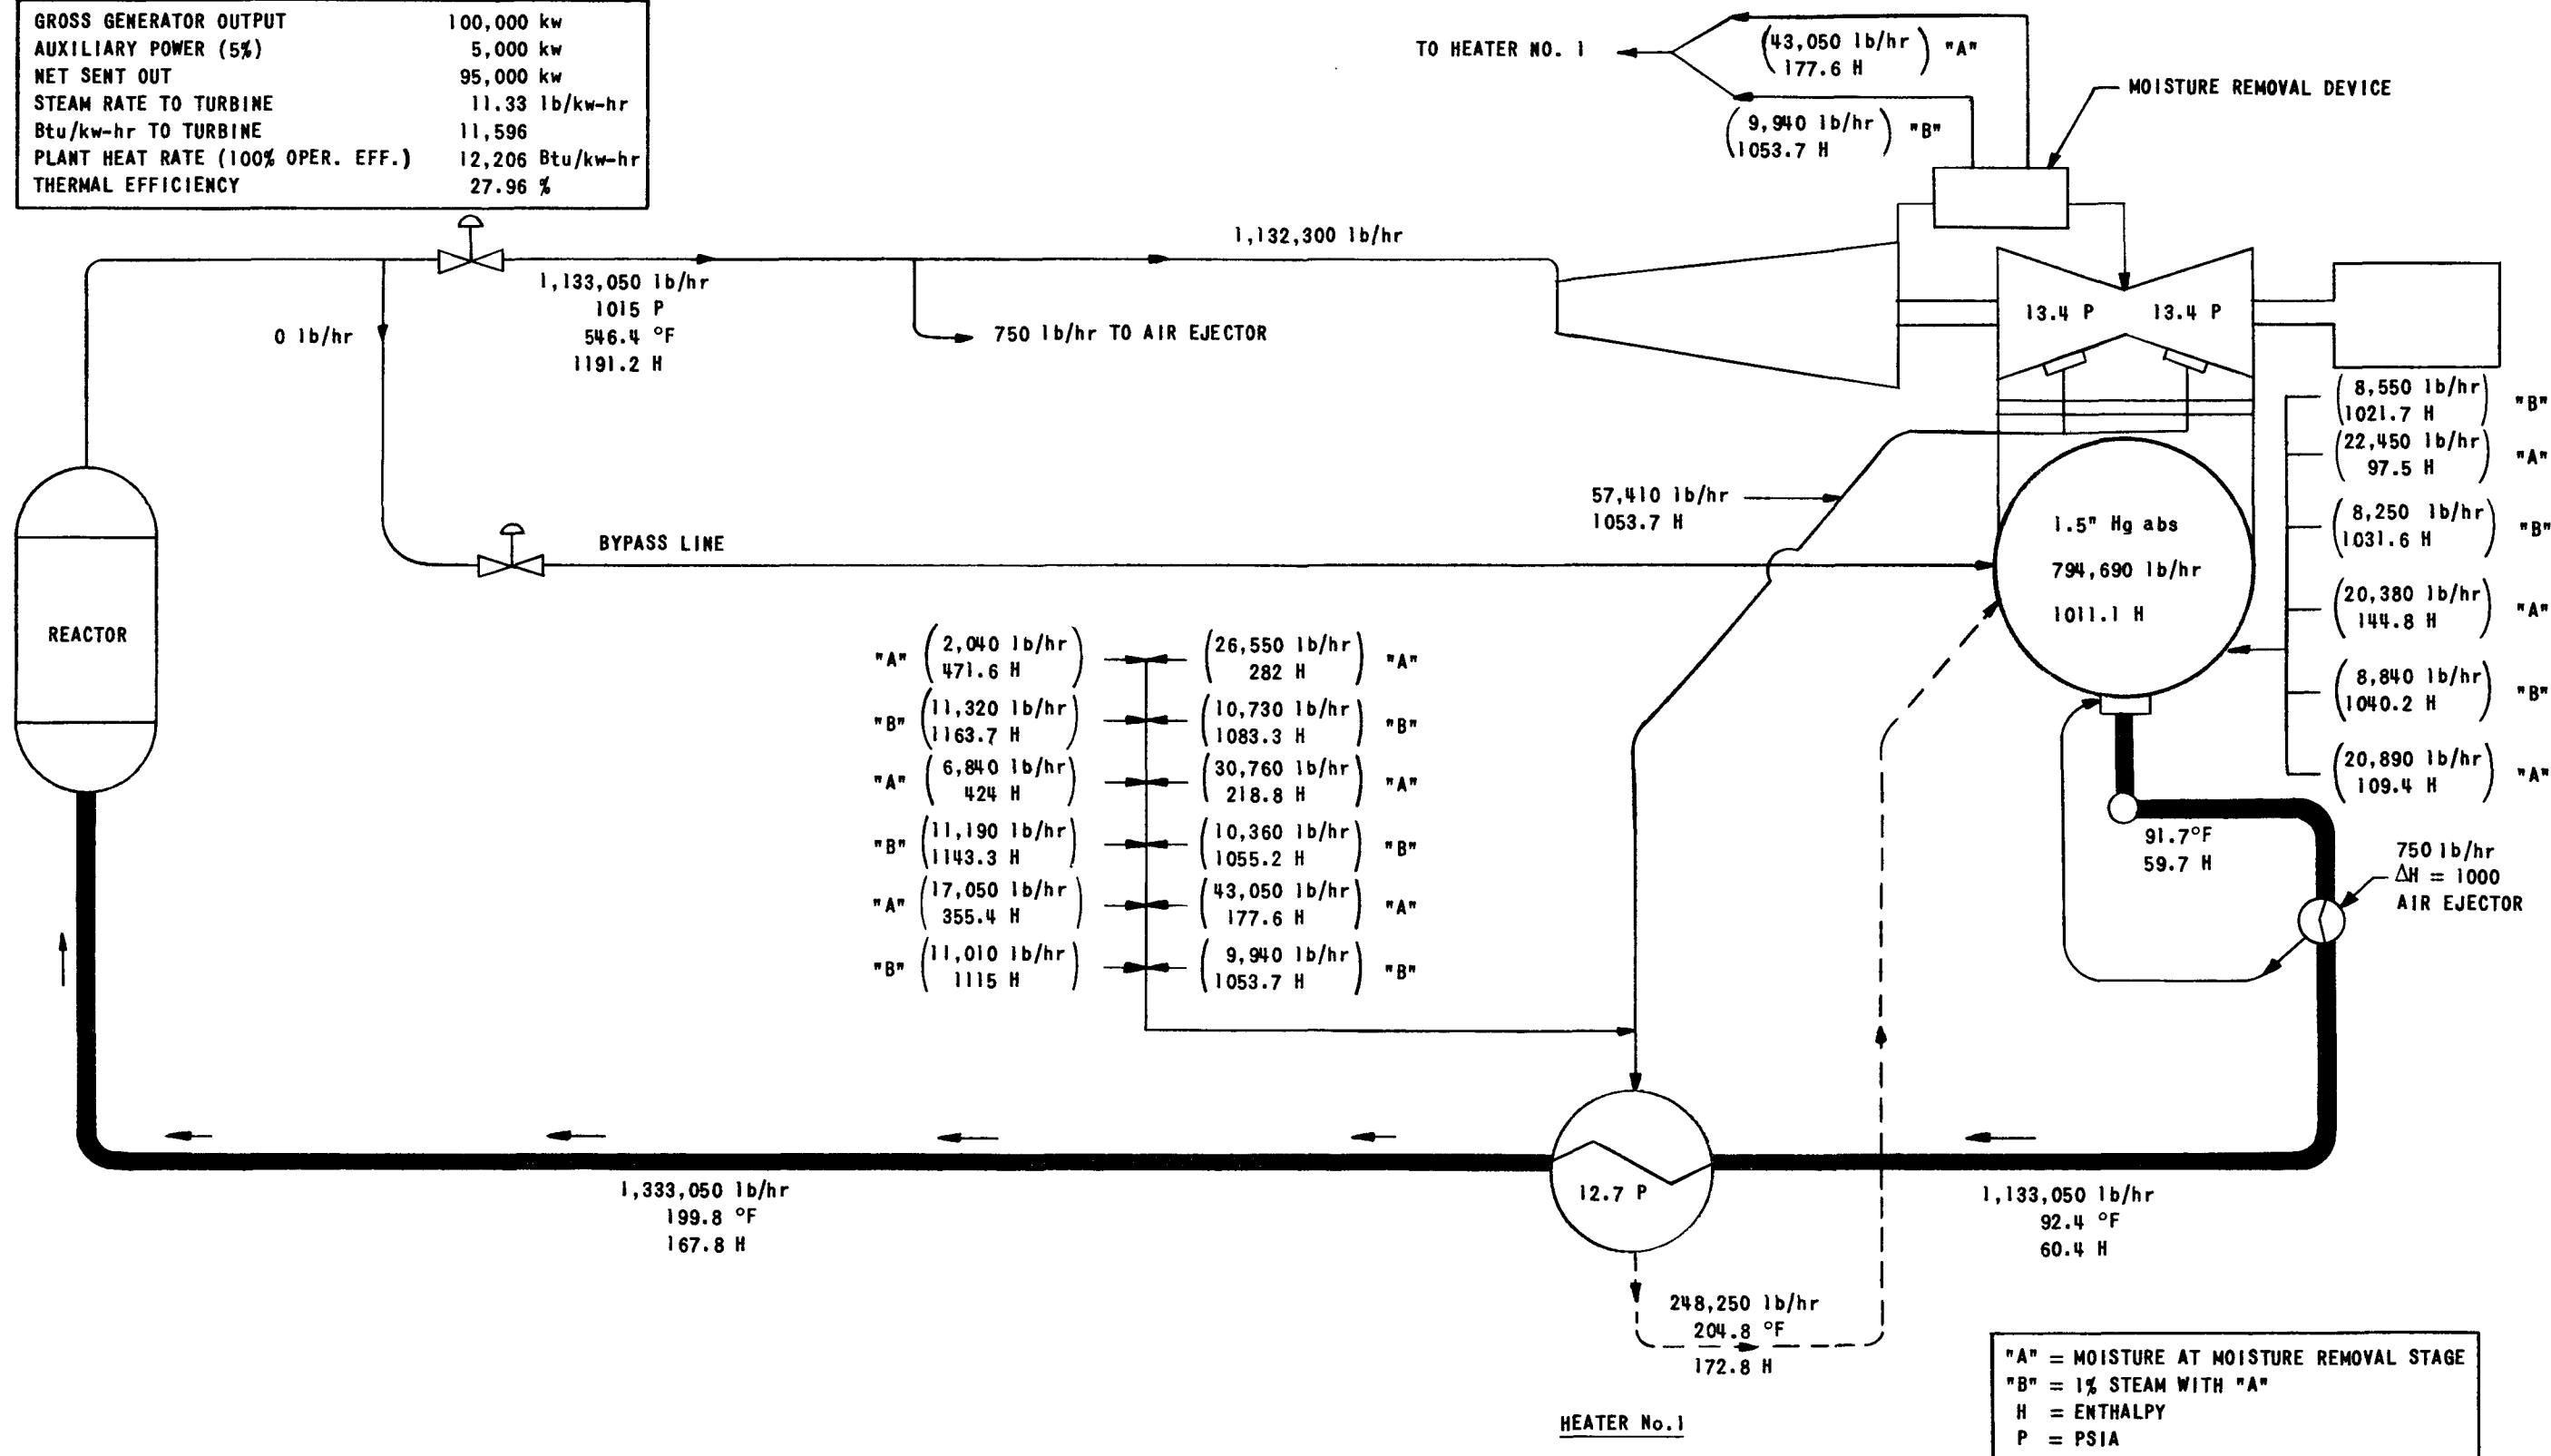 GROSS GENERATOR OUTPUT 100,000 kw
AUXILIARY POWER (5%) 5,000 kw
NET SENT OUT 95,000 kw
STEAM RATE TO TURBINE 11.33 lb/kw-hr
Btu/kw-hr TO TURBINE 11,596
PLANT HEAT RATE (100% OPER. EFF.) 12,206 Btu/kw-hr
THERMAL EFFICIENCY 27.96 %
TO HEATER NO. 1
(43,050 lb/hr) "A"
177.6 H
(9,940 lb/hr) "B"
1053.7 H
MOISTURE REMOVAL DEVICE
1,132,300 lb/hr
1,133,050 lb/hr
1015 P
546.4 °F
1191.2 H
0 lb/hr
750 lb/hr TO AIR EJECTOR
13.4 P 13.4 P
57,410 lb/hr
1053.7 H
BYPASS LINE
REACTOR
1.5" Hg abs
794,690 lb/hr
1011.1 H
(8,550 lb/hr) "B"
1021.7 H
(22,450 lb/hr) "A"
97.5 H
(8,250 lb/hr) "B"
1031.6 H
(20,380 lb/hr) "A"
144.8 H
(8,840 lb/hr) "B"
1040.2 H
(20,890 lb/hr) "A"
109.4 H
"A" (2,040 lb/hr)
471.6 H
"B" (11,320 lb/hr)
1163.7 H
"A" (6,840 lb/hr)
424 H
"B" (11,190 lb/hr)
1143.3 H
"A" (17,050 lb/hr)
355.4 H
"B" (11,010 lb/hr)
1115 H
(26,550 lb/hr) "A"
282 H
(10,730 lb/hr) "B"
1083.3 H
(30,760 lb/hr) "A"
218.8 H
(10,360 lb/hr) "B"
1055.2 H
(43,050 lb/hr) "A"
177.6 H
(9,940 lb/hr) "B"
1053.7 H
91.7°F
59.7 H
750 lb/hr
ΔH = 1000
AIR EJECTOR
1,333,050 lb/hr
199.8 °F
167.8 H
12.7 P
1,133,050 lb/hr
92.4 °F
60.4 H
248,250 lb/hr
204.8 °F
172.8 H
HEATER No.1
"A" = MOISTURE AT MOISTURE REMOVAL STAGE
"B" = 1% STEAM WITH "A"
H = ENTHALPY
P = PSIA